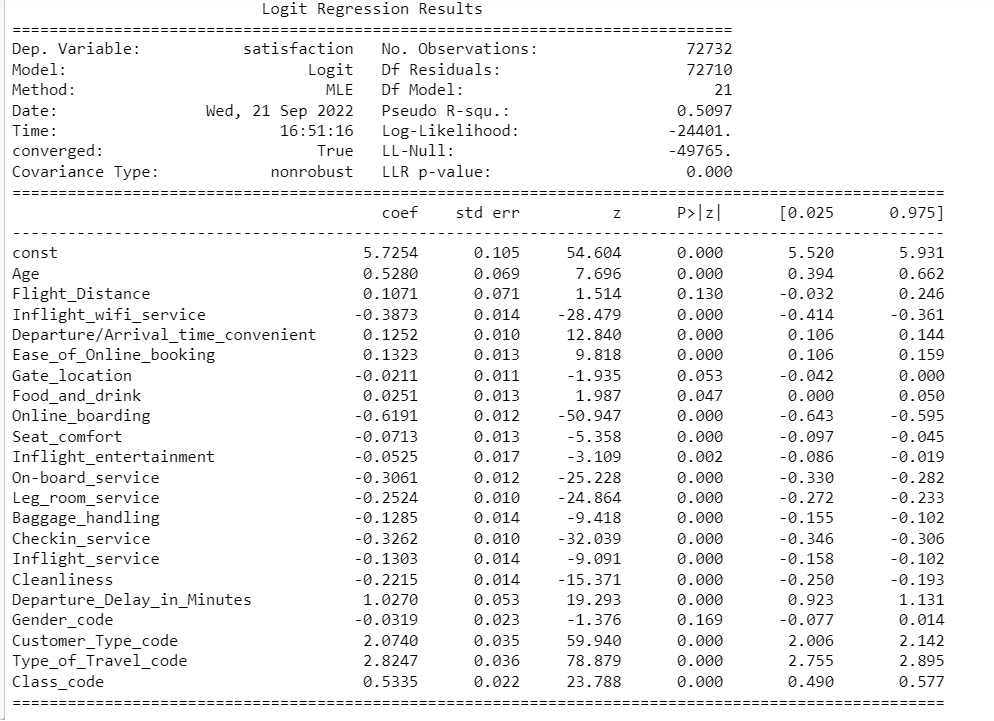 Logit Regression Results
==============================================================================
Dep. Variable: satisfaction No. Observations: 72732
Model: Logit Df Residuals: 72710
Method: MLE Df Model: 21
Date: Wed, 21 Sep 2022 Pseudo R-squ.: 0.5097
Time: 16:51:16 Log-Likelihood: -24401.
converged: True LL-Null: -49765.
Covariance Type: nonrobust LLR p-value: 0.000
=====================================================================================================
coef std err z P>|z| [0.025 0.975]
-----------------------------------------------------------------------------------------------------
const 5.7254 0.105 54.604 0.000 5.520 5.931
Age 0.5280 0.069 7.696 0.000 0.394 0.662
Flight_Distance 0.1071 0.071 1.514 0.130 -0.032 0.246
Inflight_wifi_service -0.3873 0.014 -28.479 0.000 -0.414 -0.361
Departure/Arrival_time_convenient 0.1252 0.010 12.840 0.000 0.106 0.144
Ease_of_Online_booking 0.1323 0.013 9.818 0.000 0.106 0.159
Gate_location -0.0211 0.011 -1.935 0.053 -0.042 0.000
Food_and_drink 0.0251 0.013 1.987 0.047 0.000 0.050
Online_boarding -0.6191 0.012 -50.947 0.000 -0.643 -0.595
Seat_comfort -0.0713 0.013 -5.358 0.000 -0.097 -0.045
Inflight_entertainment -0.0525 0.017 -3.109 0.002 -0.086 -0.019
On-board_service -0.3061 0.012 -25.228 0.000 -0.330 -0.282
Leg_room_service -0.2524 0.010 -24.864 0.000 -0.272 -0.233
Baggage_handling -0.1285 0.014 -9.418 0.000 -0.155 -0.102
Checkin_service -0.3262 0.010 -32.039 0.000 -0.346 -0.306
Inflight_service -0.1303 0.014 -9.091 0.000 -0.158 -0.102
Cleanliness -0.2215 0.014 -15.371 0.000 -0.250 -0.193
Departure_Delay_in_Minutes 1.0270 0.053 19.293 0.000 0.923 1.131
Gender_code -0.0319 0.023 -1.376 0.169 -0.077 0.014
Customer_Type_code 2.0740 0.035 59.940 0.000 2.006 2.142
Type_of_Travel_code 2.8247 0.036 78.879 0.000 2.755 2.895
Class_code 0.5335 0.022 23.788 0.000 0.490 0.577
=====================================================================================================